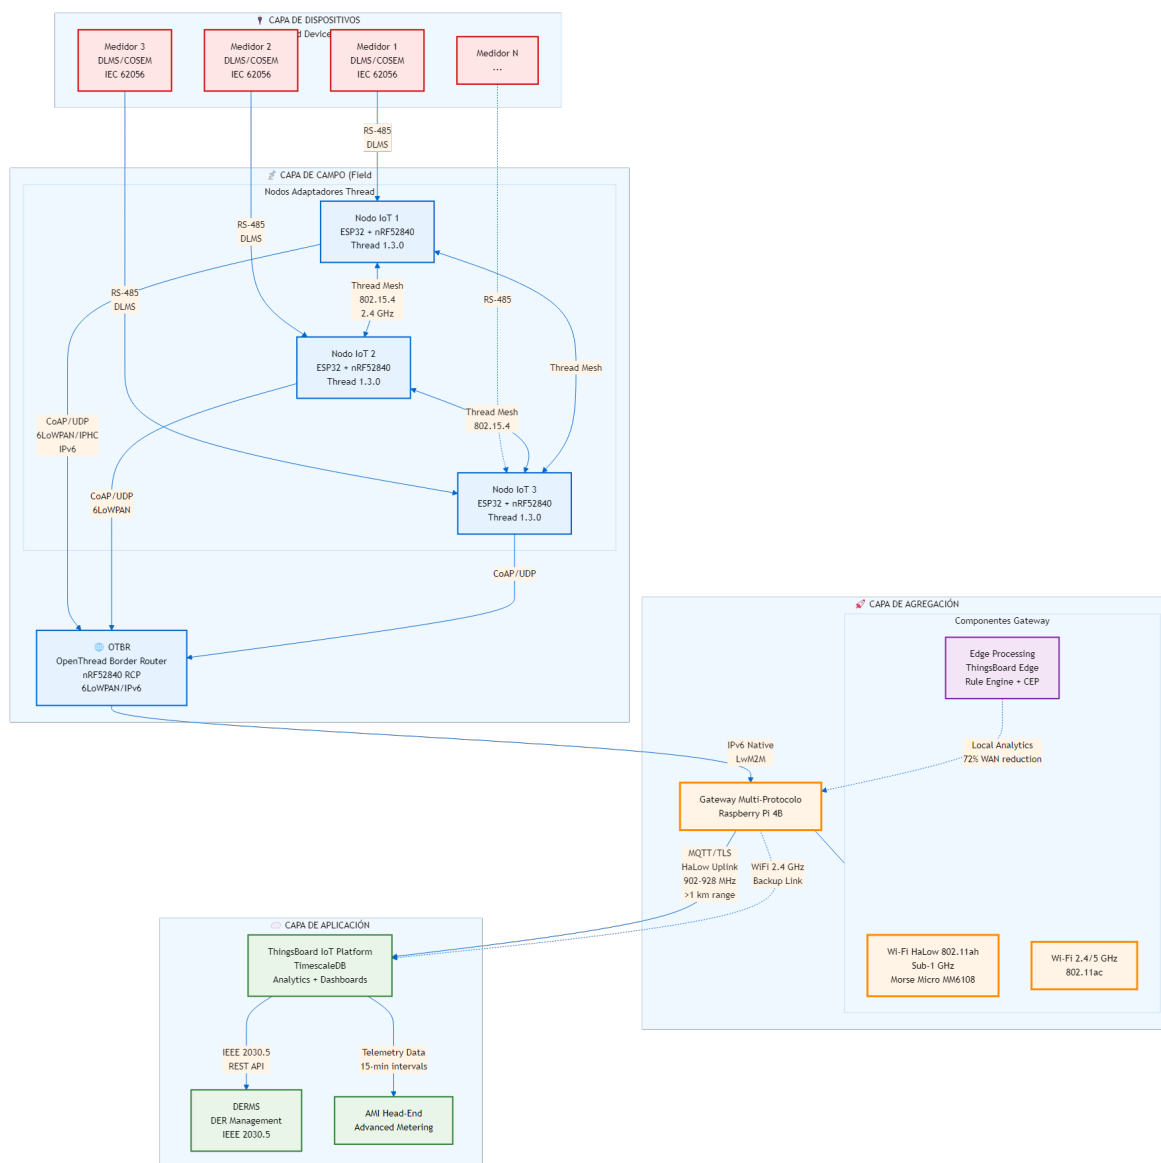 CAPA DE DISPOSITIVOS
d Device
Medidor 3
DLMS/COSEM
IEC 62056
Medidor 2
DLMS/COSEM
IEC 62056
Medidor 1
DLMS/COSEM
IEC 62056
Medidor N
...
RS-485
DLMS
CAPA DE CAMPO (Field
Nodos Adaptadores Thread
Nodo IoT 1
ESP32 + nRF52840
Thread 1.3.0
RS-485
DLMS
RS-485
DLMS
Thread Mesh
802.15.4
2.4 GHz
RS-485
Nodo IoT 2
ESP32 + nRF52840
Thread 1.3.0
Thread Mesh
Thread Mesh
802.15.4
CoAP/UDP
6LoWPAN/IPHC
IPv6
CoAP/UDP
6LoWPAN
Nodo IoT 3
ESP32 + nRF52840
Thread 1.3.0
CoAP/UDP
OTBR
OpenThread Border Router
nRF52840 RCP
6LoWPAN/IPv6
CAPA DE AGREGACIÓN
Componentes Gateway
Edge Processing
ThingsBoard Edge
Rule Engine + CEP
IPv6 Native
LwM2M
Local Analytics
72% WAN reduction
Gateway Multi-Protocolo
Raspberry Pi 4B
MQTT/TLS
HaLow Uplink
902-928 MHz
>1 km range
WiFi 2.4 GHz
Backup Link
Wi-Fi HaLow 802.11ah
Sub-1 GHz
Morse Micro MM6108
Wi-Fi 2.4/5 GHz
802.11ac
CAPA DE APLICACIÓN
ThingsBoard IoT Platform
TimescaleDB
Analytics + Dashboards
IEEE 2030.5
REST API
Telemetry Data
15-min intervals
DERMS
DER Management
IEEE 2030.5
AMI Head-End
Advanced Metering